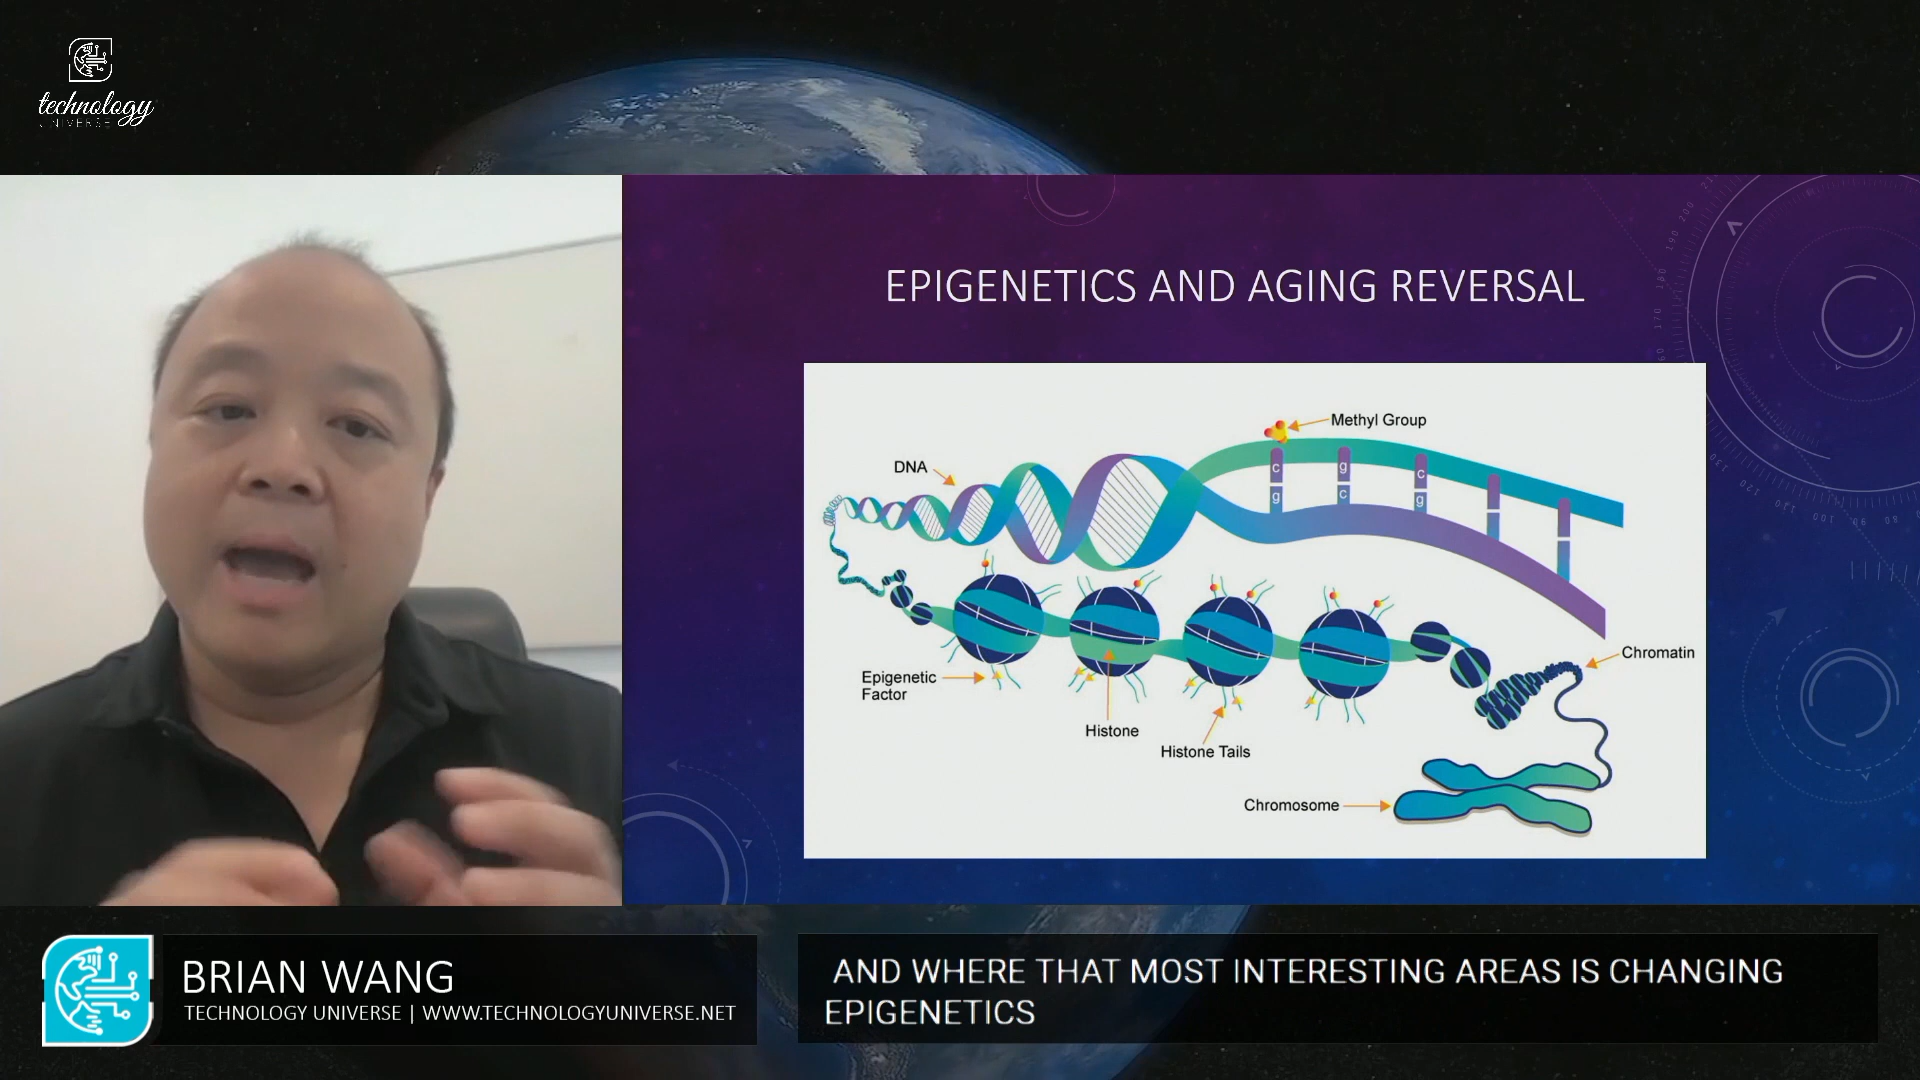 technology
UNIVERSE
EPIGENETICS AND AGING REVERSAL
Methyl Group
DNA
c
g
c
g
c
g
Chromatin
Epigenetic
Factor
Histone
Histone Tails
Chromosome
BRIAN WANG
TECHNOLOGY UNIVERSE | WWW.TECHNOLOGYUNIVERSE.NET
AND WHERE THAT MOST INTERESTING AREAS IS CHANGING
EPIGENETICS